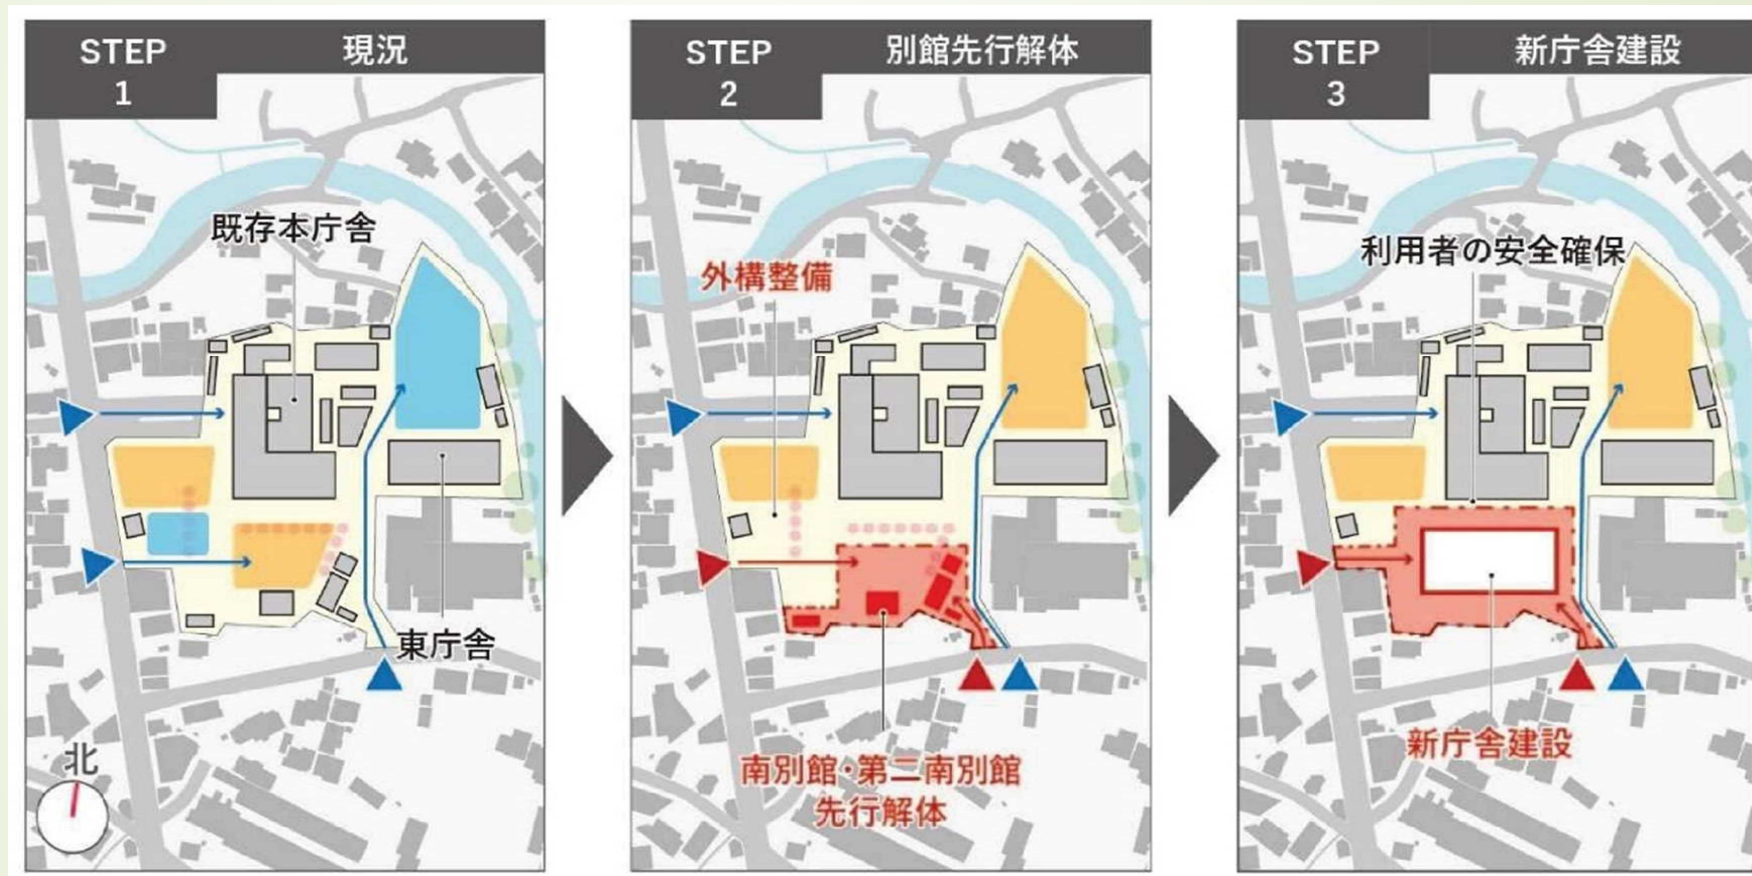 STEP
1
現況
既存本庁舎
東庁舎
北
STEP
2
別館先行解体
外構整備
南別館・第二南別館
先行解体
STEP
3
新庁舎建設
利用者の安全確保
新庁舎建設